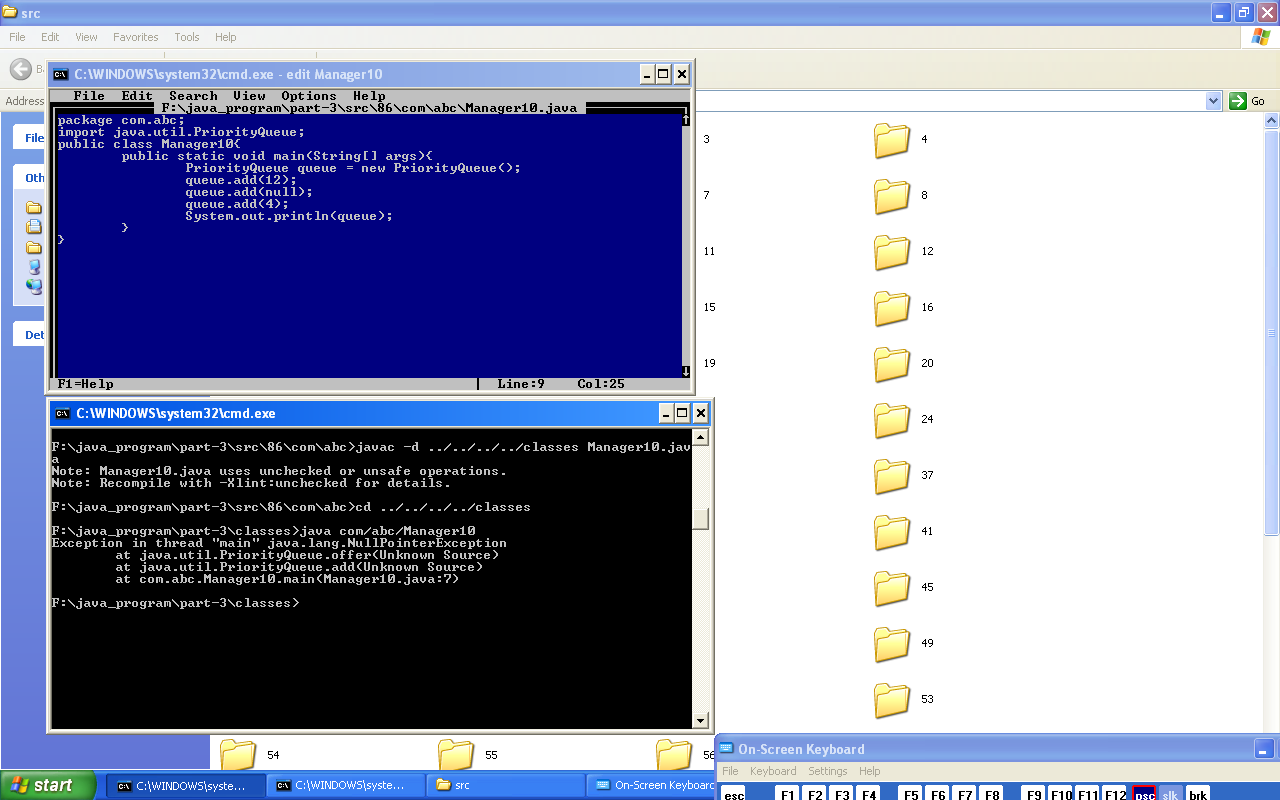 src
File Edit View Favorites Tools Help
Address
Go
C:\WINDOWS\system32\cmd.exe - edit Manager10
File Edit Search View Options Help
F:\java_program\part-3\src\86\com\abc\Manager10.java
package com.abc;
import java.util.PriorityQueue;
public class Manager10{
public static void main(String[] args){
PriorityQueue queue = new PriorityQueue();
queue.add(12);
queue.add(null);
queue.add(4);
System.out.println(queue);
}
}
F1=Help Line:9 Col:25
File
Oth
Det
3 4
7 8
11 12
15 16
19 20
24
37
41
45
49
53
C:\WINDOWS\system32\cmd.exe
F:\java_program\part-3\src\86\com\abc>javac -d ../../../../classes Manager10.jav
a
Note: Manager10.java uses unchecked or unsafe operations.
Note: Recompile with -Xlint:unchecked for details.
F:\java_program\part-3\src\86\com\abc>cd ../../../../classes
F:\java_program\part-3\classes>java com/abc/Manager10
Exception in thread "main" java.lang.NullPointerException
at java.util.PriorityQueue.offer(Unknown Source)
at java.util.PriorityQueue.add(Unknown Source)
at com.abc.Manager10.main(Manager10.java:7)
F:\java_program\part-3\classes>
54 55 56
On-Screen Keyboard
File Keyboard Settings Help
esc F1 F2 F3 F4 F5 F6 F7 F8 F9 F10 F11 F12 psc slk brk
start C:\WINDOWS\syste... C:\WINDOWS\syste... src On-Screen Keyboard